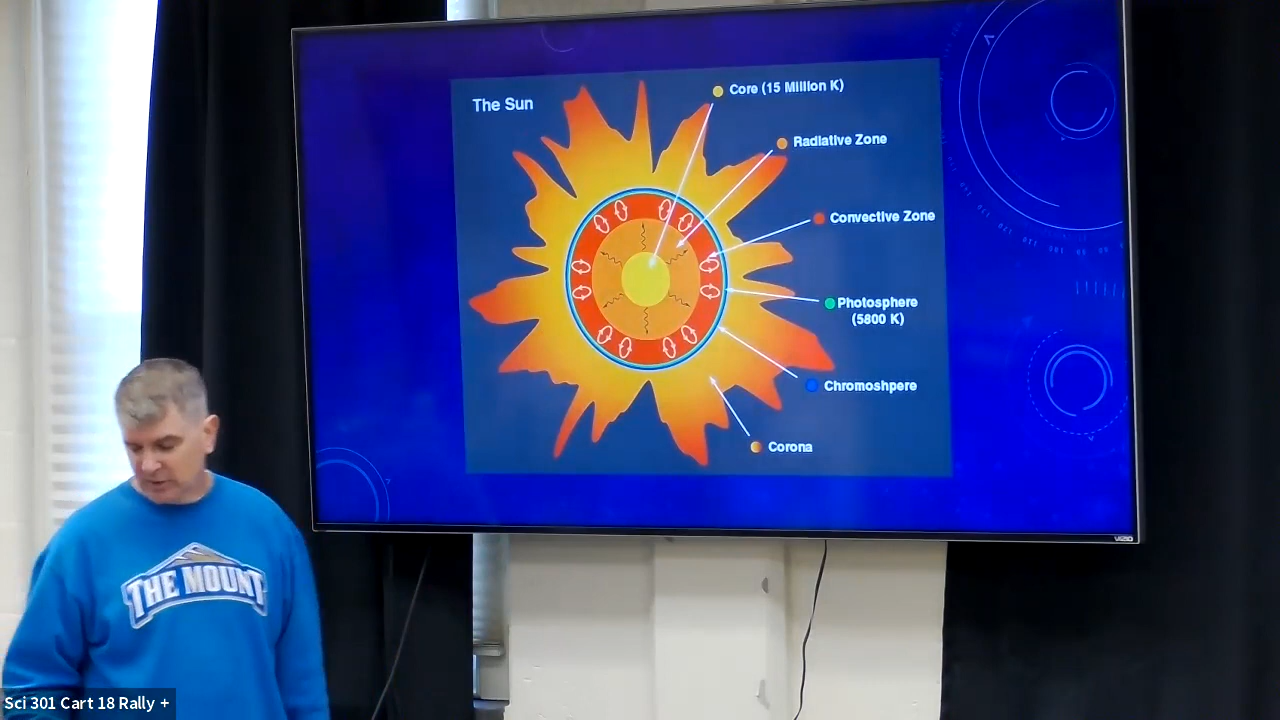 The Sun
Core (15 Million K)
Radiative Zone
Convective Zone
Photosphere
(5800 K)
Chromoshpere
Corona
THE MOUNT
VIZIO
Sci 301 Cart 18 Rally +